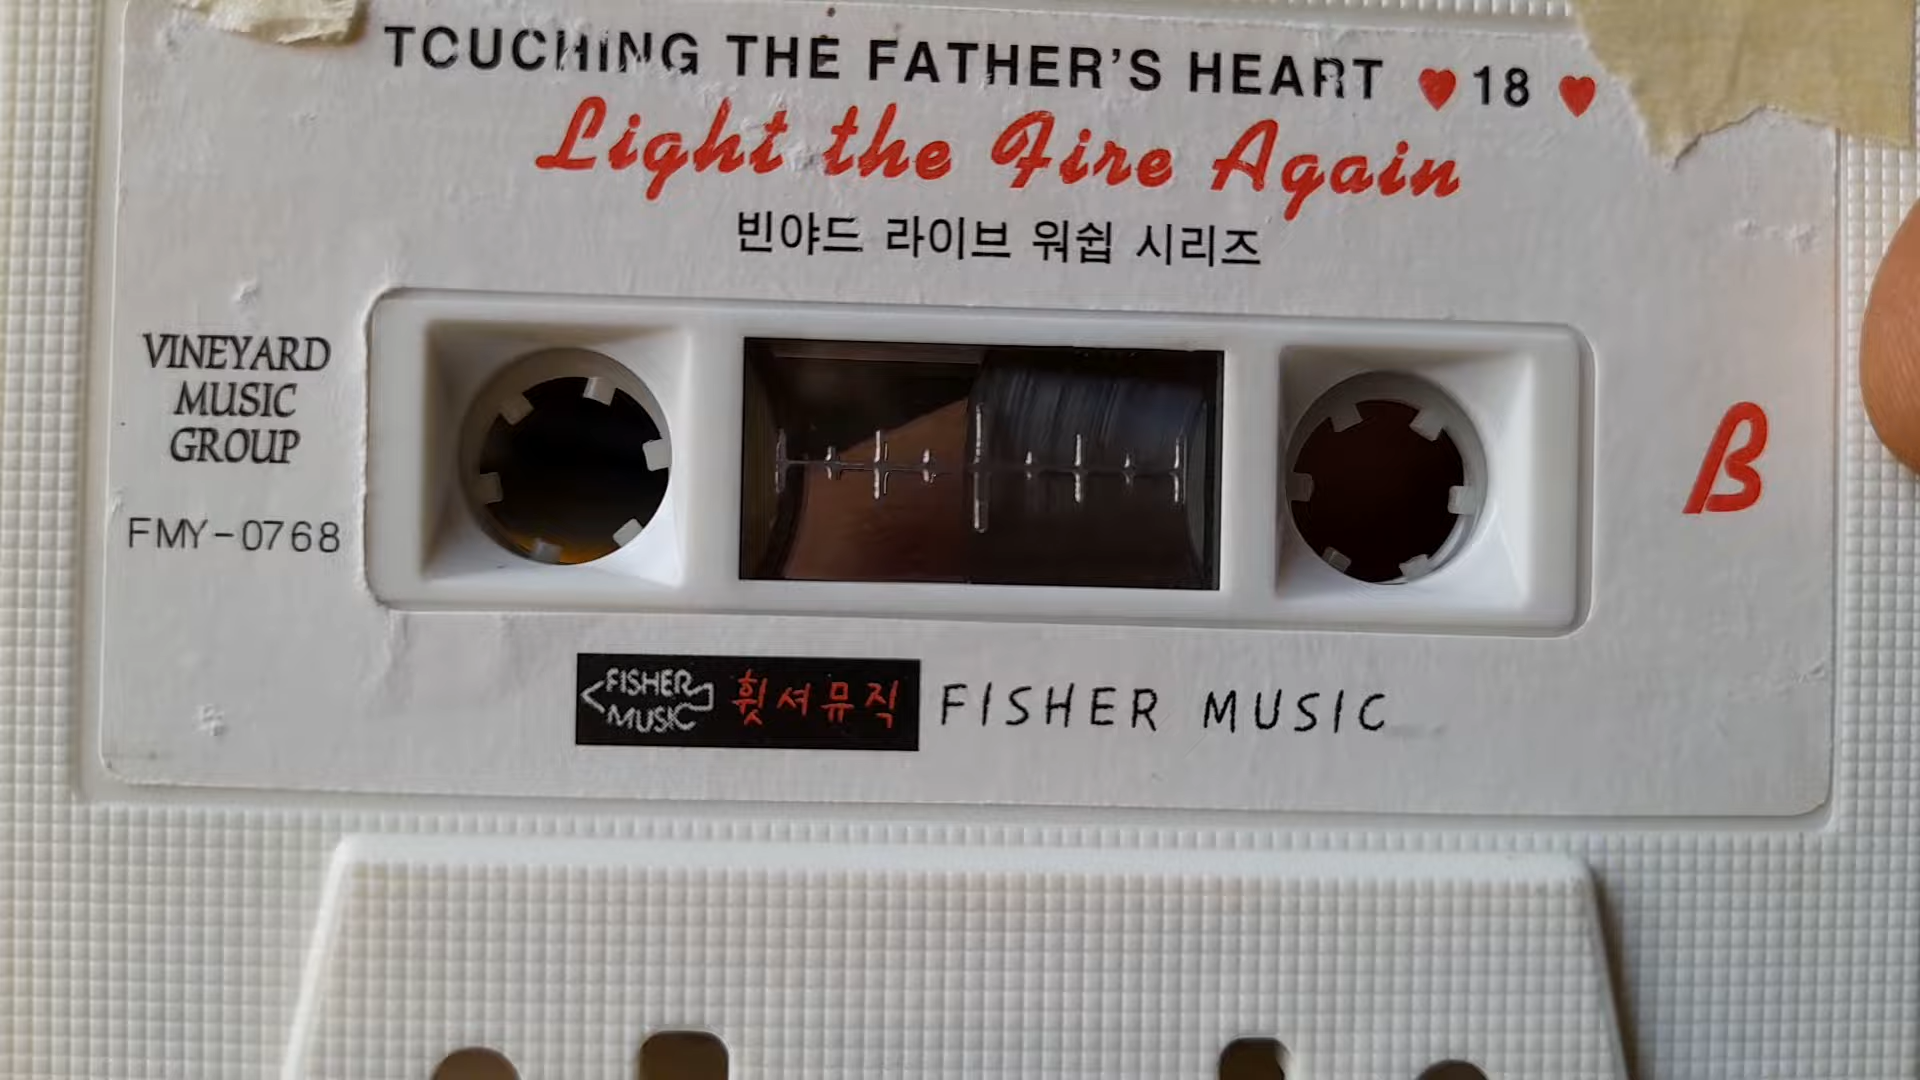 TOUCHING THE FATHER'S HEART ♥ 18 ♥
Light the Fire Again
빈야드 라이브 워쉽 시리즈
VINEYARD
MUSIC
GROUP
FMY-0768
B
FISHER
MUSIC
휫셔뮤직
FISHER MUSIC